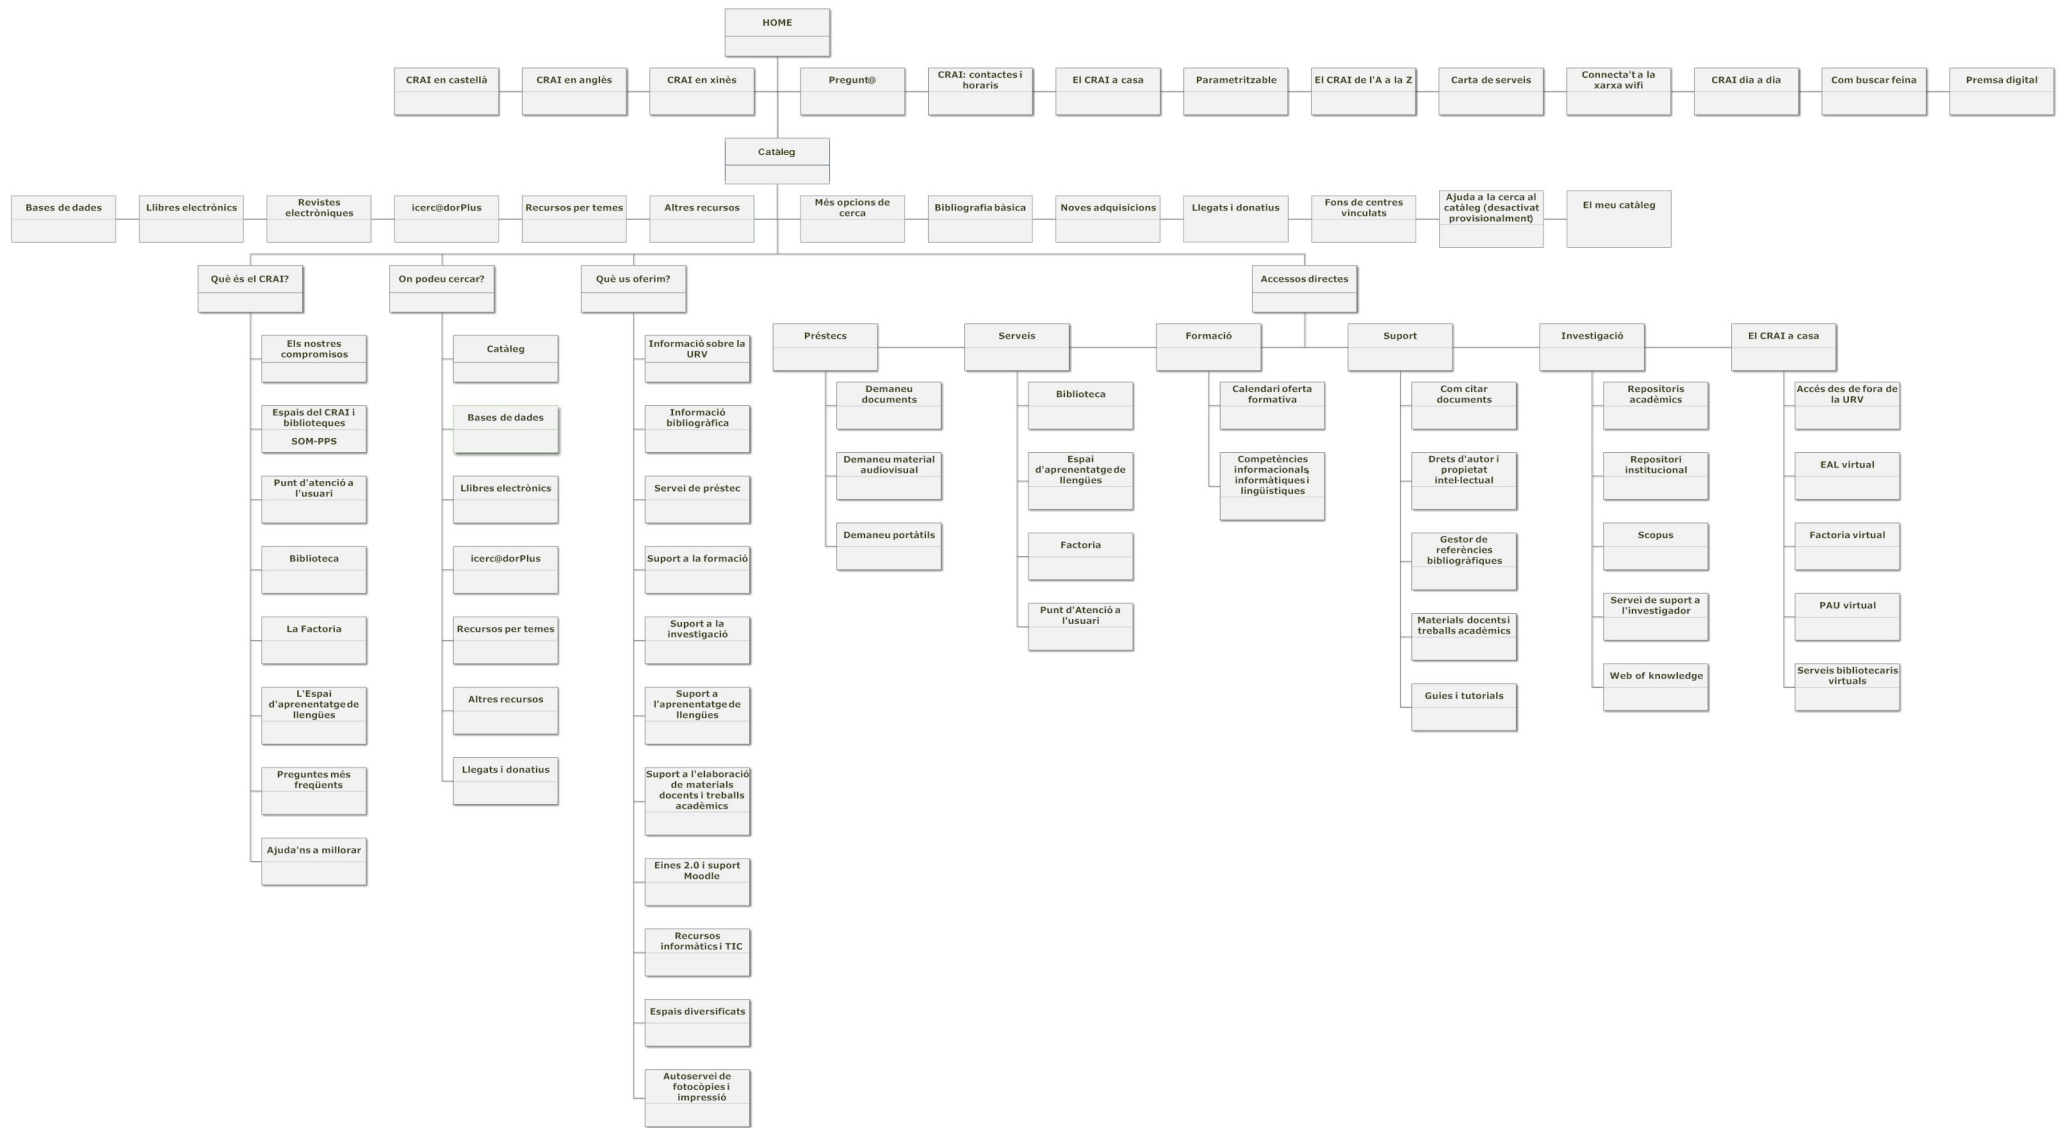 HOME
CRAI en castellà
CRAI en anglès
CRAI en xinès
Pregunt@
CRAI: contactes i
horaris
El CRAI a casa
Parametritzable
El CRAI de l'A a la Z
Carta de serveis
Connecta't a la
xarxa wifi
CRAI dia a dia
Com buscar feina
Premsa digital
Catàleg
Bases de dades
Llibres electrònics
Revistes
electròniques
icerc@dorPlus
Recursos per temes
Altres recursos
Més opcions de
cerca
Bibliografia bàsica
Noves adquisicions
Llegats i donatius
Fons de centres
vinculats
Ajuda a la cerca al
catàleg (desactivat
provisionalment)
El meu catàleg
Què és el CRAI?
Els nostres
compromisos
Espais del CRAI i
biblioteques
SOM-PPS
Punt d'atenció a
l'usuari
Biblioteca
La Factoria
L'Espai
d'aprenentatge de
llengües
Preguntes més
freqüents
Ajuda'ns a millorar
On podeu cercar?
Catàleg
Bases de dades
Llibres electrònics
icerc@dorPlus
Recursos per temes
Altres recursos
Llegats i donatius
Què us oferim?
Informació sobre la
URV
Informació
bibliogràfica
Servei de préstec
Suport a la formació
Suport a la
investigació
Suport a
l'aprenentatge de
llengües
Suport a l'elaboració
de materials
docents i treballs
acadèmics
Eines 2.0 i suport
Moodle
Recursos
informàtics i TIC
Espais diversificats
Autoservei de
fotocòpies i
impressió
Accessos directes
Préstecs
Demaneu
documents
Demaneu material
audiovisual
Demaneu portàtils
Serveis
Biblioteca
Espai
d'aprenentatge de
llengües
Factoria
Punt d'Atenció a
l'usuari
Formació
Calendari oferta
formativa
Competències
informacionals,
informàtiques i
lingüístiques
Suport
Com citar
documents
Drets d'autor i
propietat
intel·lectual
Gestor de
referències
bibliogràfiques
Materials docents i
treballs acadèmics
Guies i tutorials
Investigació
Repositoris
acadèmics
Repositori
institucional
Scopus
Servei de suport a
l'investigador
Web of knowledge
El CRAI a casa
Accés des de fora de
la URV
EAL virtual
Factoria virtual
PAU virtual
Serveis bibliotecaris
virtuals